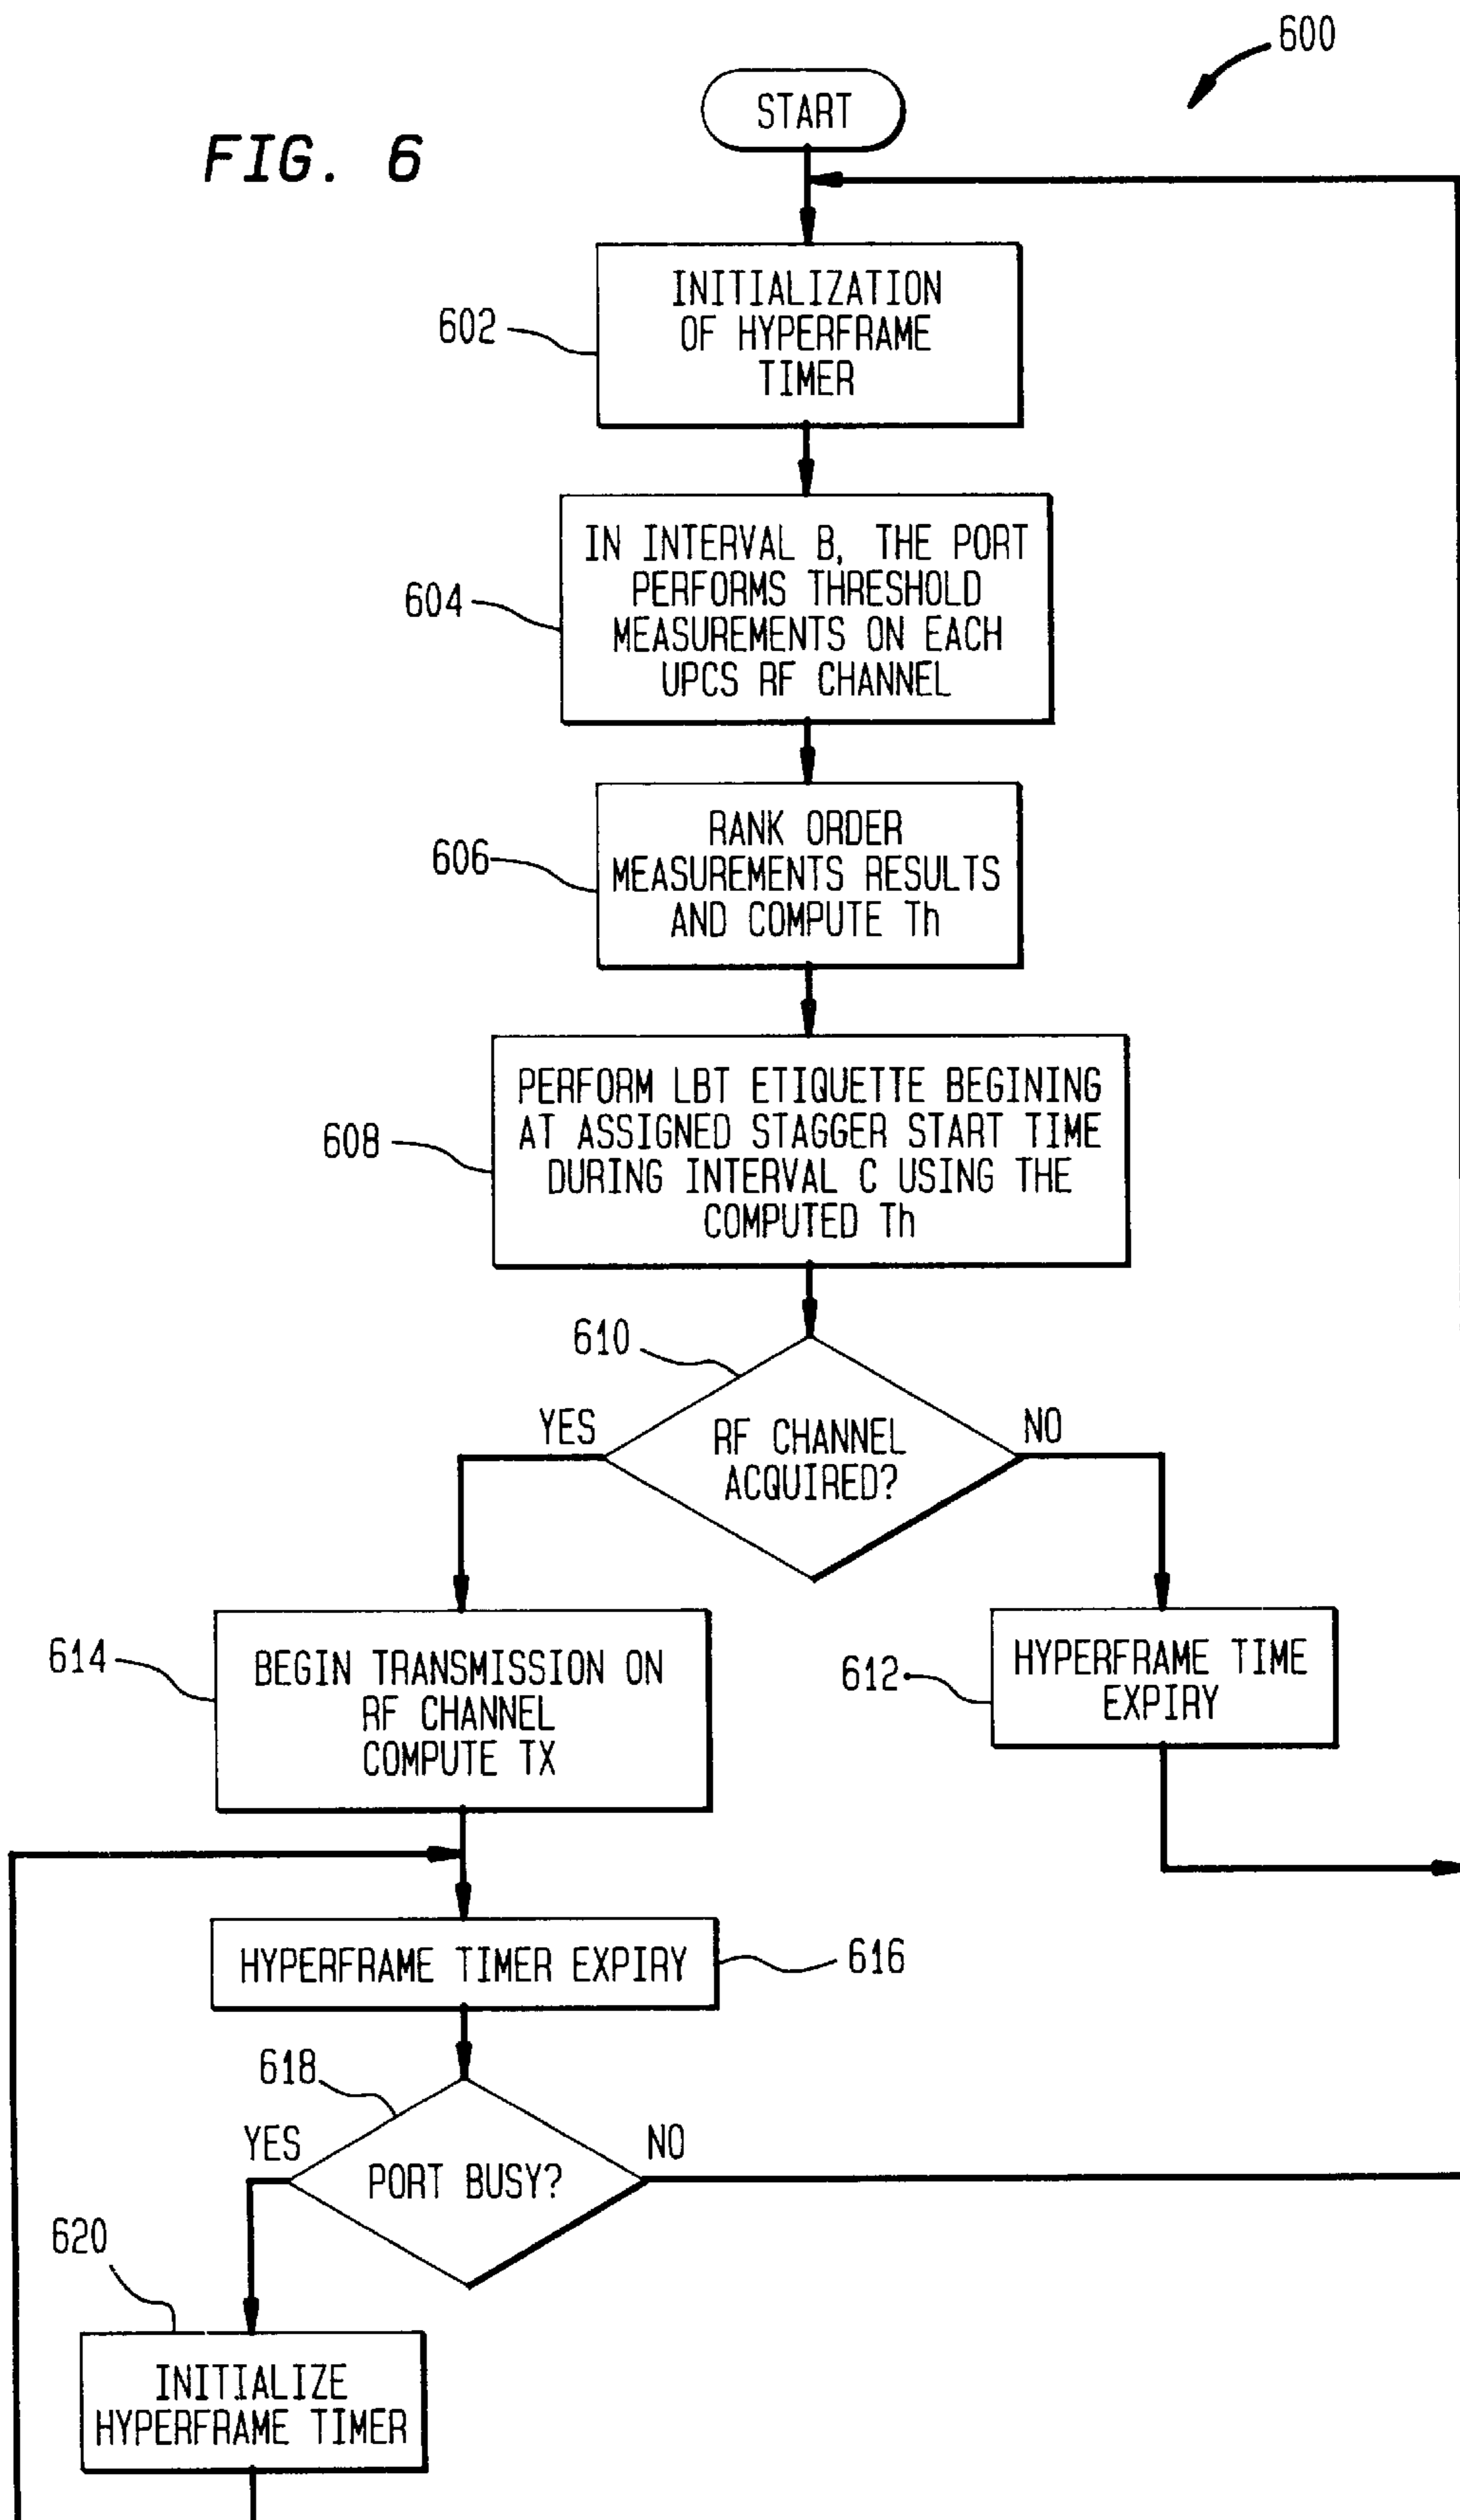 600
START
FIG. 6
602
INITIALIZATION
OF HYPERFRAME
TIMER
604
IN INTERVAL B, THE PORT
PERFORMS THRESHOLD
MEASUREMENTS ON EACH
UPCS RF CHANNEL
606
RANK ORDER
MEASUREMENTS RESULTS
AND COMPUTE Th
608
PERFORM LBT ETIQUETTE BEGINING
AT ASSIGNED STAGGER START TIME
DURING INTERVAL C USING THE
COMPUTED Th
610
YES
RF CHANNEL
ACQUIRED?
NO
614
BEGIN TRANSMISSION ON
RF CHANNEL
COMPUTE TX
612
HYPERFRAME TIME
EXPIRY
HYPERFRAME TIMER EXPIRY
616
618
YES
PORT BUSY?
NO
620
INITIALIZE
HYPERFRAME TIMER